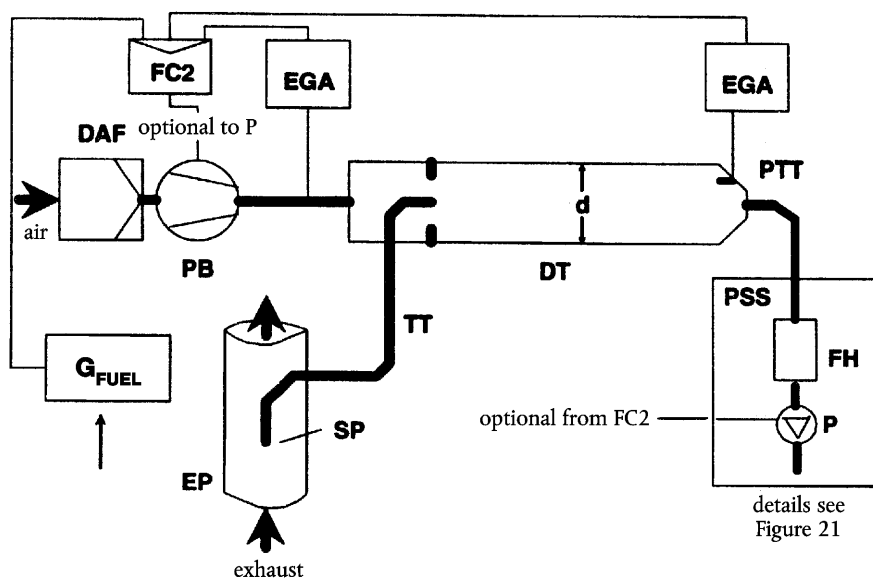 FC2
EGA
EGA
optional to P
DAF
PTT
air
d
PB
DT
PSS
TT
G FUEL
FH
optional from FC2
P
SP
EP
details see
Figure 21
exhaust